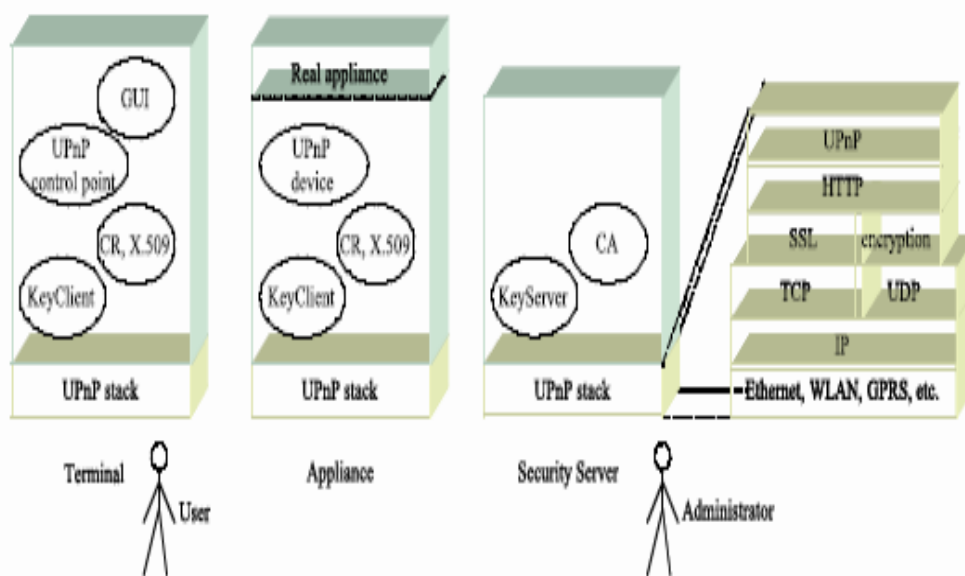 GUI
UPnP
control point
CR, X.509
KeyClient
UPnP stack
Terminal
User
Real appliance
UPnP
device
CR, X.509
KeyClient
UPnP stack
Appliance
CA
KeyServer
UPnP stack
Security Server
Administrator
UPnP
HTTP
SSL encryption
TCP UDP
IP
Ethernet, WLAN, GPRS, etc.